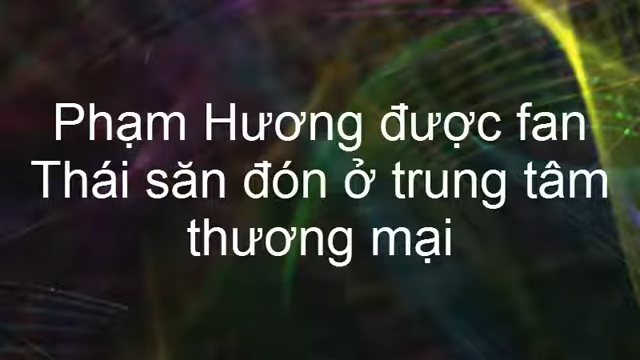 Phạm Hương được fan
Thái săn đón ở trung tâm
thương mại